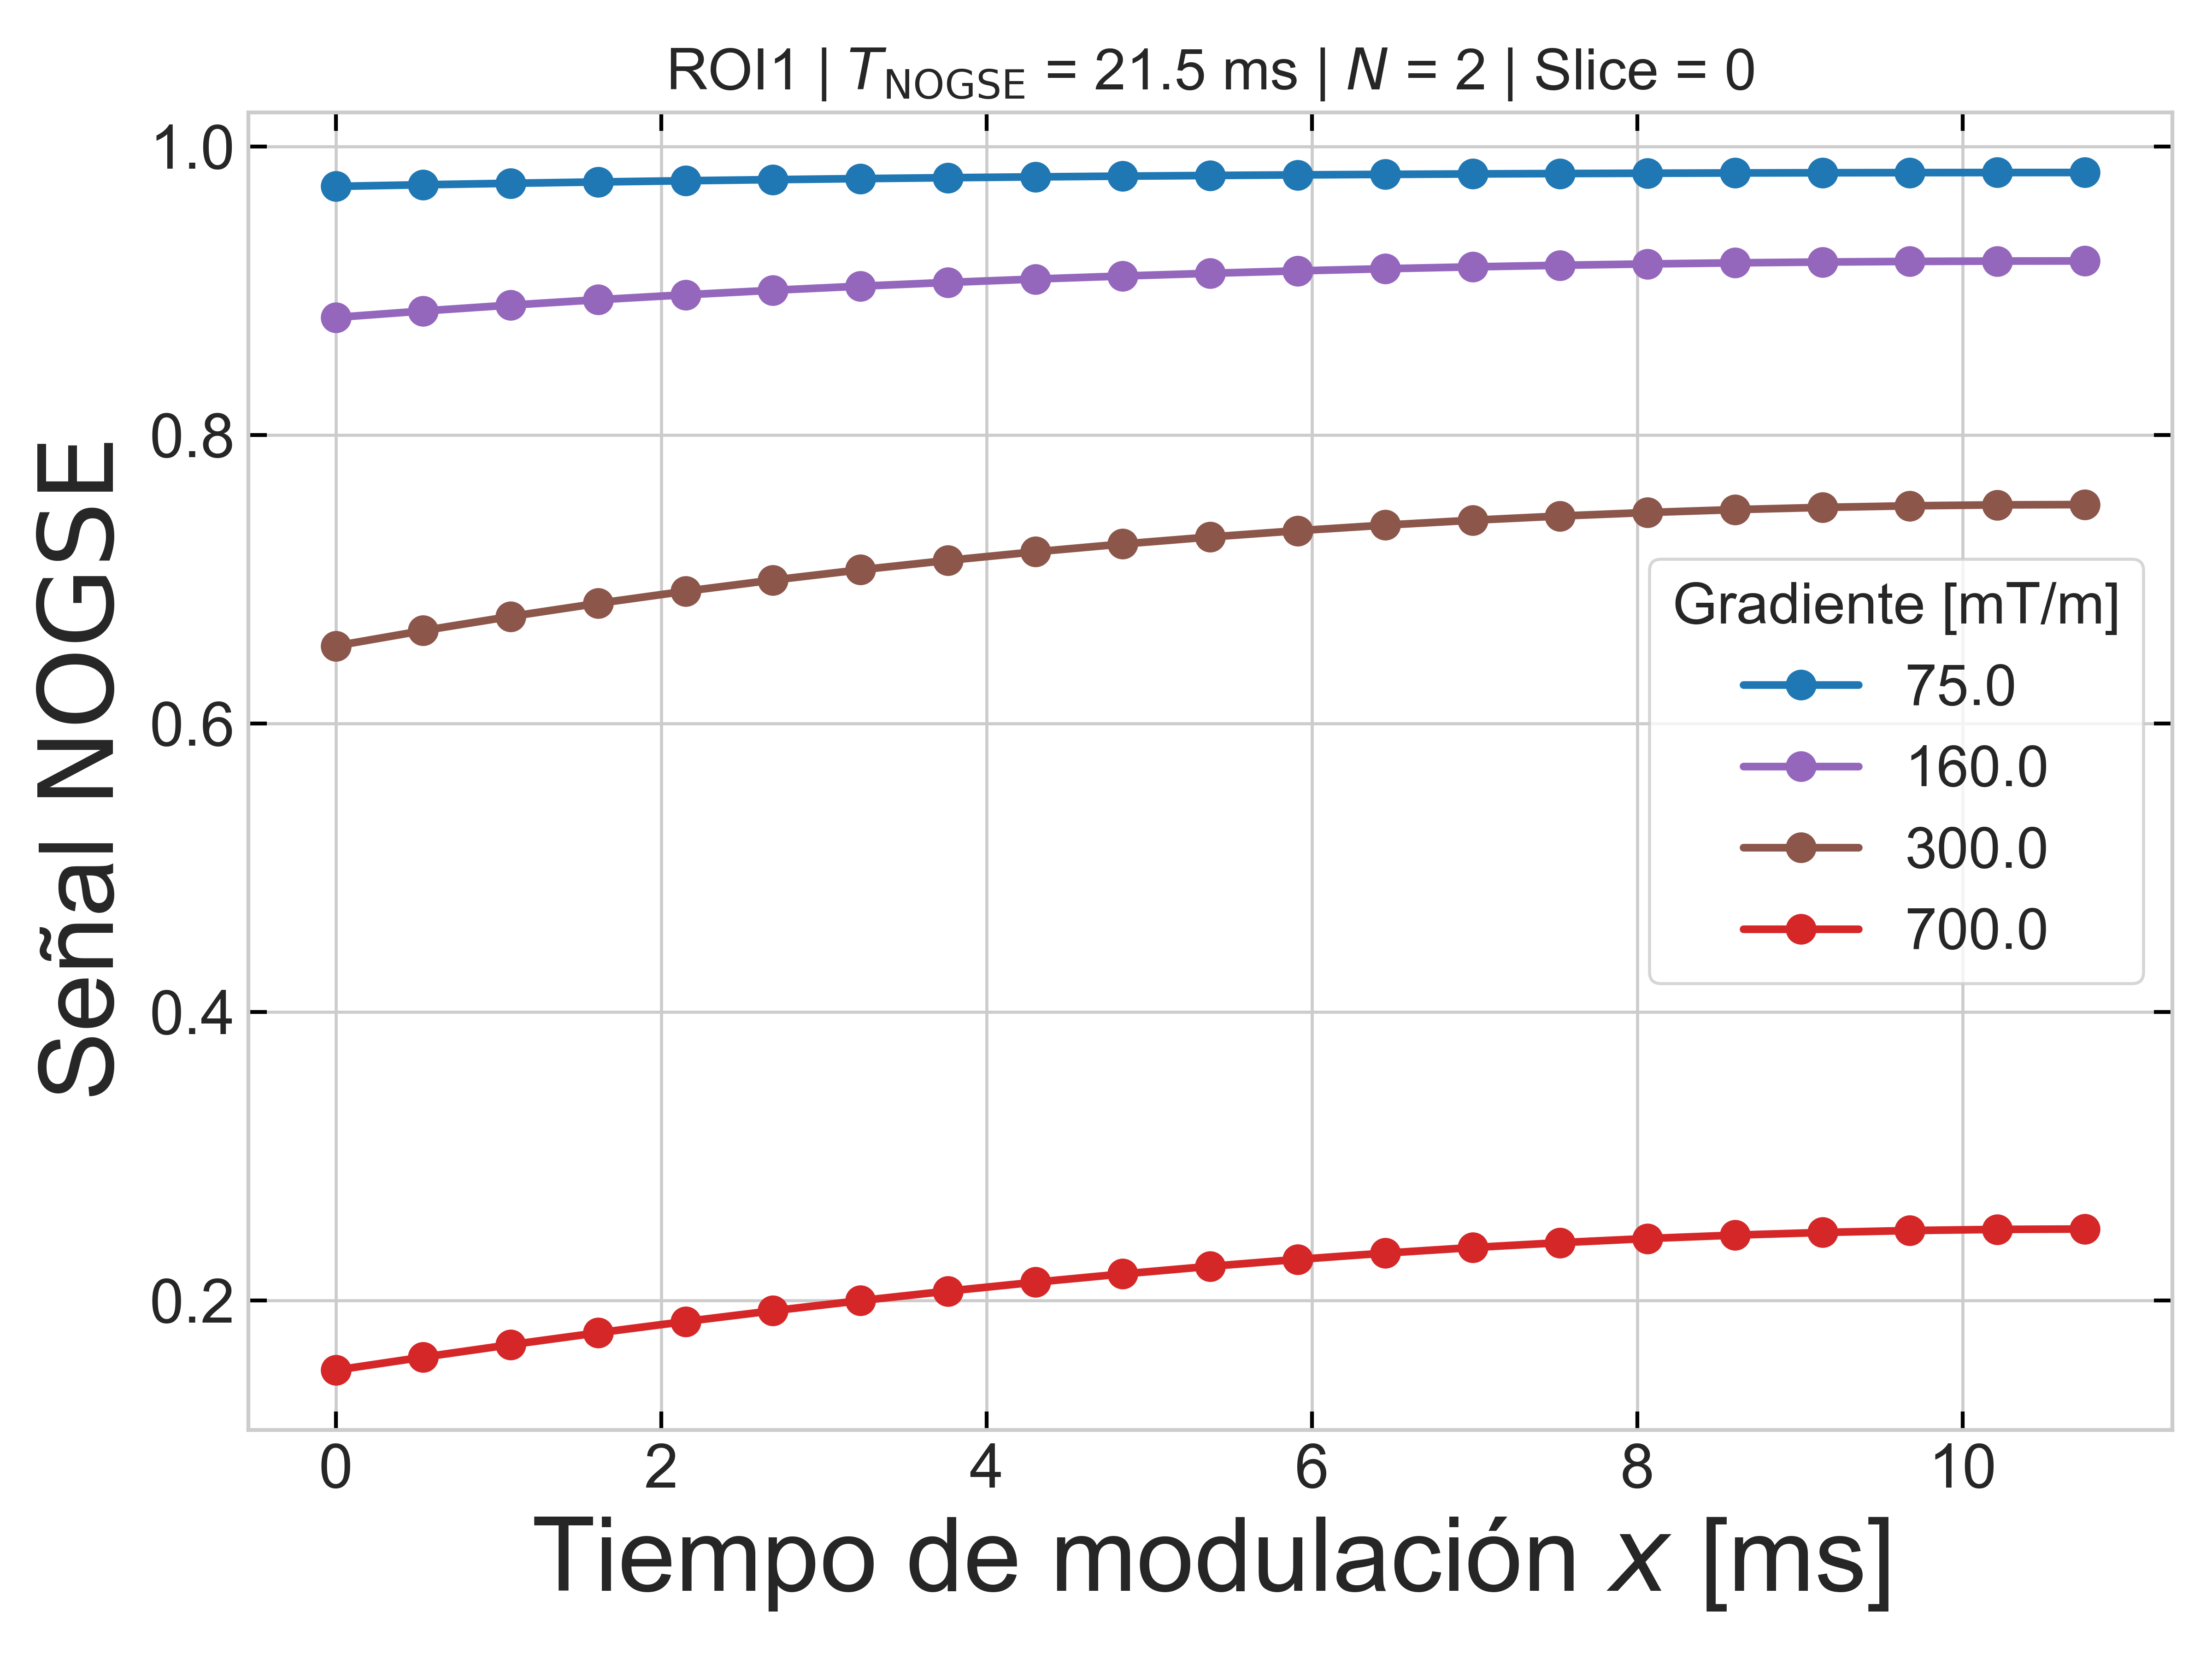 ROI1 | T_NOGSE = 21.5 ms | N = 2 | Slice = 0
Señal NOGSE
1.0
0.8
0.6
0.4
0.2
Gradiente [mT/m]
75.0
160.0
300.0
700.0
0 2 4 6 8 10
Tiempo de modulación x [ms]